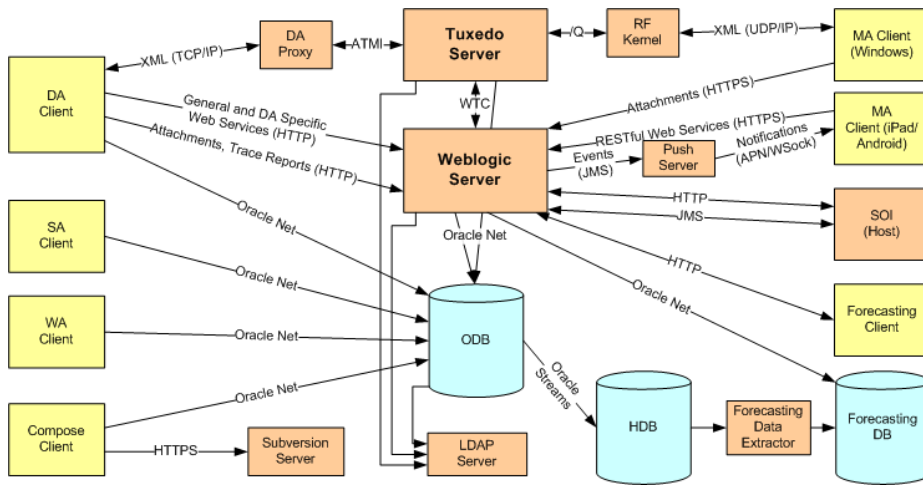 DA
Client
XML (TCP/IP)
DA
Proxy
ATMI
Tuxedo
Server
/Q
RF
Kernel
XML (UDP/IP)
MA Client
(Windows)
WTC
General and DA Specific
Web Services (HTTP)
Attachments, Trace Reports (HTTP)
Attachments (HTTPS)
RESTful Web Services (HTTPS)
MA
Client (iPad/
Android)
Weblogic
Server
Events
(JMS)
Push
Server
Notifications
(APN/WSock)
HTTP
JMS
SOI
(Host)
Oracle Net
Oracle Net
SA
Client
Oracle Net
HTTP
Oracle Net
Forecasting
Client
WA
Client
Oracle Net
ODB
Oracle
Streams
Oracle Net
Compose
Client
HTTPS
Subversion
Server
LDAP
Server
HDB
Forecasting
Data
Extractor
Forecasting
DB